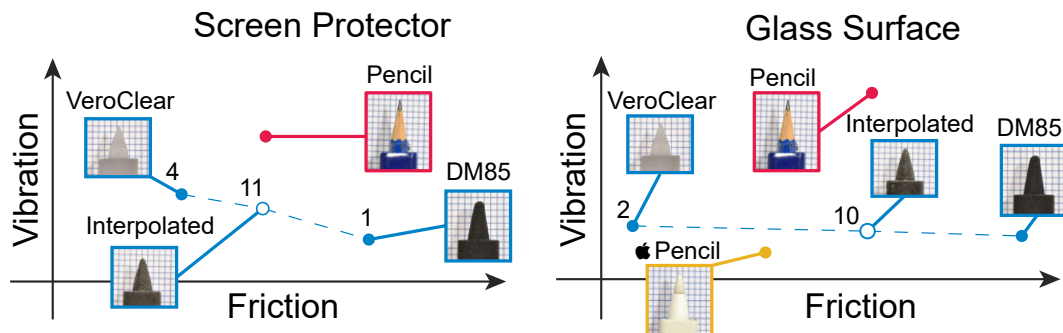 Screen Protector
Vibration
VeroClear
4
11
Interpolated
Pencil
DM85
1
Friction
Glass Surface
Vibration
VeroClear
2
Pencil
Interpolated
10
DM85
Pencil
Friction